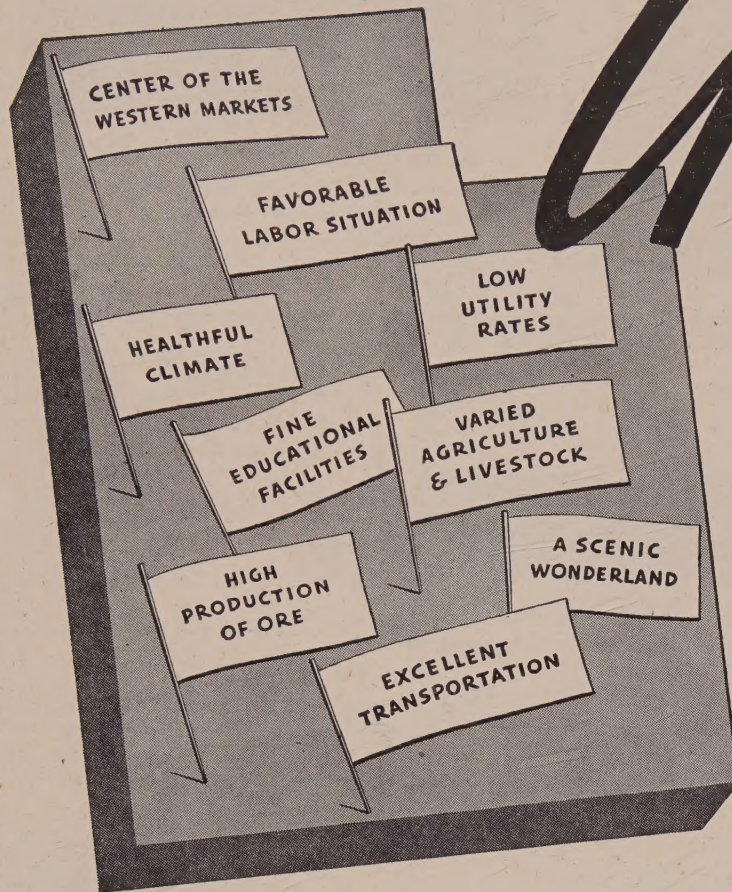 CENTER OF THE
WESTERN MARKETS
FAVORABLE
LABOR SITUATION
LOW
UTILITY
RATES
HEALTHFUL
CLIMATE
FINE
EDUCATIONAL
FACILITIES
VARIED
AGRICULTURE
& LIVESTOCK
A SCENIC
WONDERLAND
HIGH
PRODUCTION
OF ORE
EXCELLENT
TRANSPORTATION